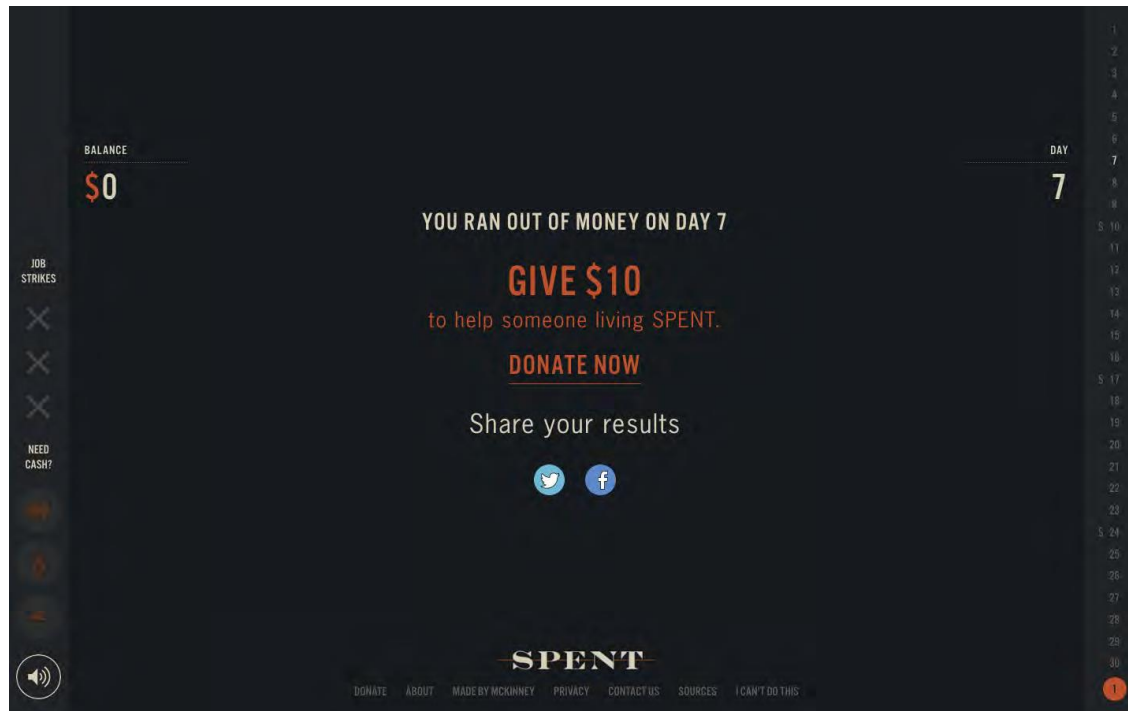 BALANCE
$0
DAY
7
YOU RAN OUT OF MONEY ON DAY 7
GIVE $10
to help someone living SPENT.
DONATE NOW
Share your results
JOB
STRIKES
NEED
CASH?
1
2
3
4
5
6
7
8
9
S 10
11
12
13
14
15
16
S 17
18
19
20
21
22
23
S 24
25
26
27
28
29
30
1
SPENT
DONATE ABOUT MADE BY MCKINNEY PRIVACY CONTACT US SOURCES I CAN'T DO THIS